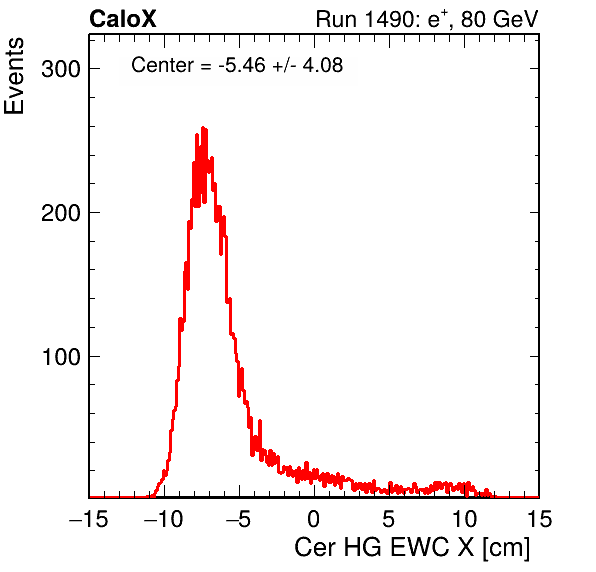 CaloX Run 1490: e⁺, 80 GeV
Center = -5.46 +/- 4.08
Events
300
200
100
−15 −10 −5 0 5 10 15
Cer HG EWC X [cm]